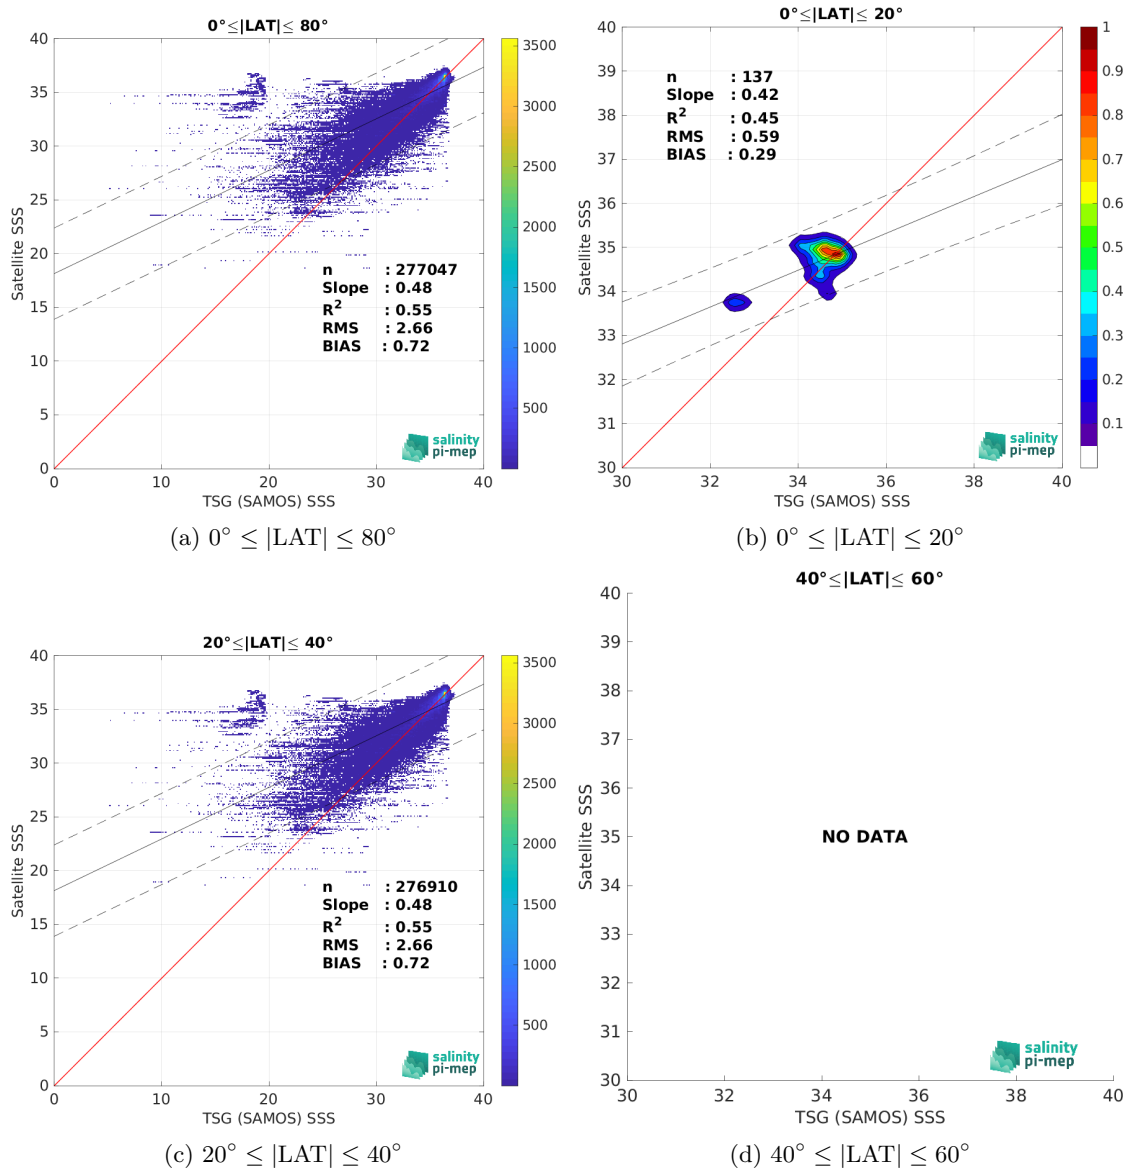 0°≤|LAT|≤ 80°
40
35
30
25
20
15
10
5
0
Satellite SSS
n : 277047
Slope : 0.48
R² : 0.55
RMS : 2.66
BIAS : 0.72
salinity
pi-mep
0 10 20 30 40
TSG (SAMOS) SSS
3500
3000
2500
2000
1500
1000
500
(a) 0° ≤ |LAT| ≤ 80°
0°≤|LAT|≤ 20°
40
39
38
37
36
35
34
33
32
31
30
Satellite SSS
n : 137
Slope : 0.42
R² : 0.45
RMS : 0.59
BIAS : 0.29
salinity
pi-mep
30 32 34 36 38 40
TSG (SAMOS) SSS
1
0.9
0.8
0.7
0.6
0.5
0.4
0.3
0.2
0.1
(b) 0° ≤ |LAT| ≤ 20°
20°≤|LAT|≤ 40°
40
35
30
25
20
15
10
5
0
Satellite SSS
n : 276910
Slope : 0.48
R² : 0.55
RMS : 2.66
BIAS : 0.72
salinity
pi-mep
0 10 20 30 40
TSG (SAMOS) SSS
3500
3000
2500
2000
1500
1000
500
(c) 20° ≤ |LAT| ≤ 40°
40°≤|LAT|≤ 60°
40
39
38
37
36
35
34
33
32
31
30
Satellite SSS
NO DATA
salinity
pi-mep
30 32 34 36 38 40
TSG (SAMOS) SSS
(d) 40° ≤ |LAT| ≤ 60°